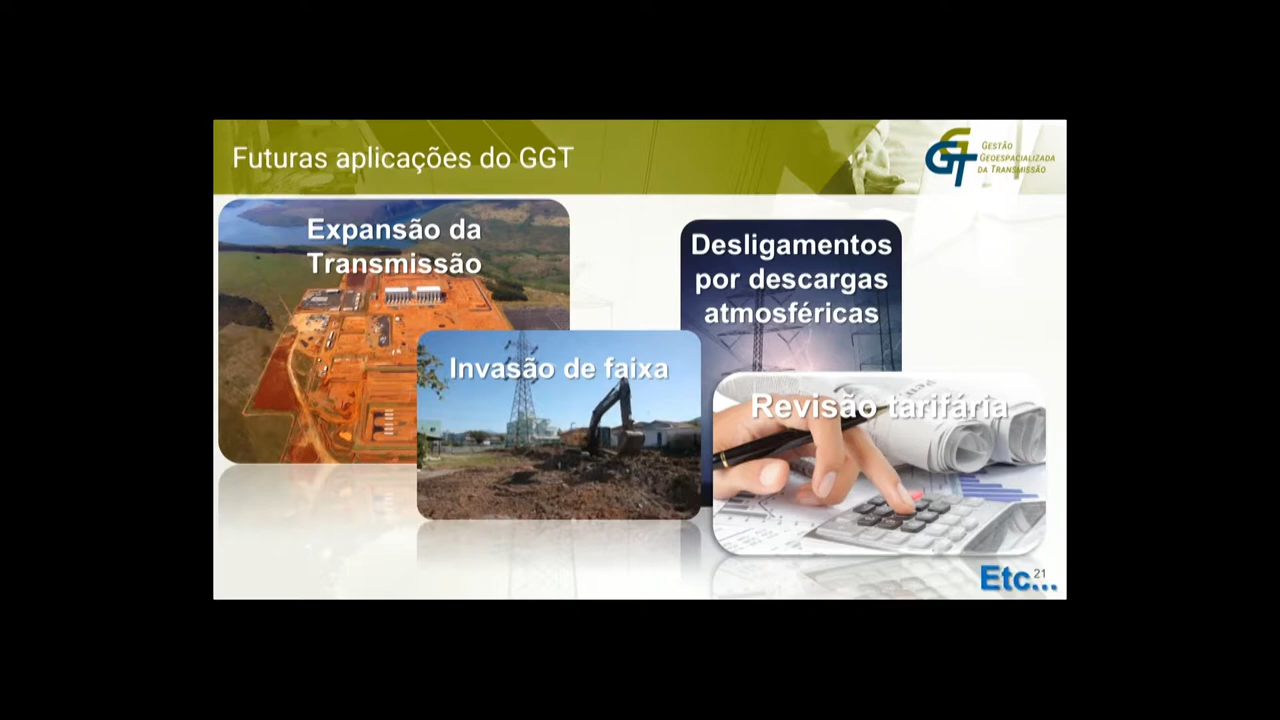 Futuras aplicações do GGT
GGT
GESTÃO
GEOESPACIALIZADA
DA TRANSMISSÃO
Expansão da
Transmissão
Desligamentos
por descargas
atmosféricas
Invasão de faixa
Revisão tarifária
Etc...
21